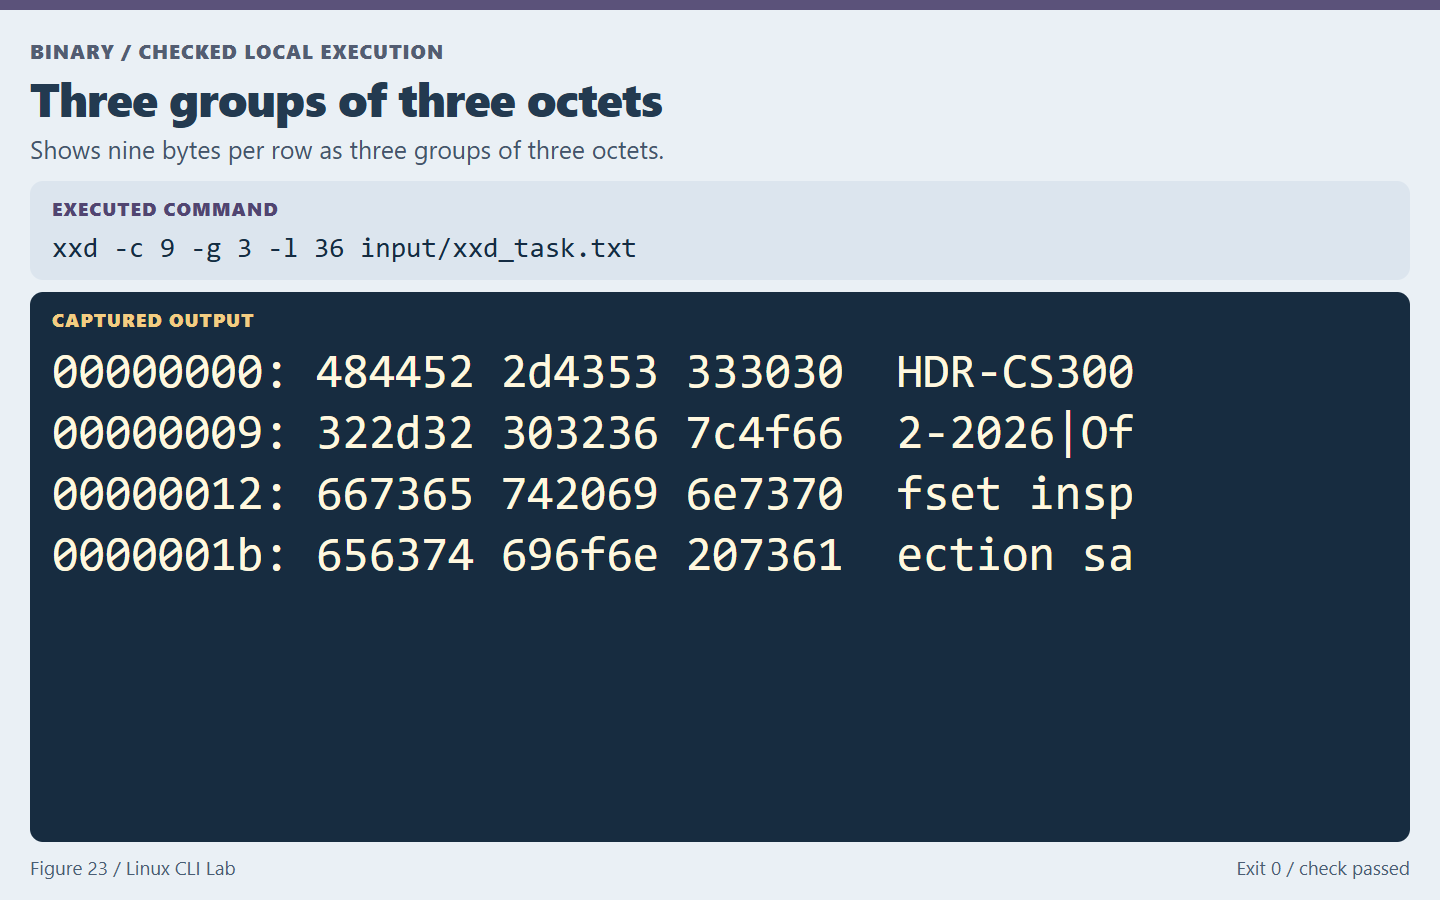 BINARY / CHECKED LOCAL EXECUTION
Three groups of three octets
Shows nine bytes per row as three groups of three octets.
EXECUTED COMMAND
xxd -c 9 -g 3 -l 36 input/xxd_task.txt
CAPTURED OUTPUT
00000000: 484452 2d4353 333030  HDR-CS300
00000009: 322d32 303236 7c4f66  2-2026|Of
00000012: 667365 742069 6e7370  fset insp
0000001b: 656374 696f6e 207361  ection sa
Figure 23 / Linux CLI Lab
Exit 0 / check passed